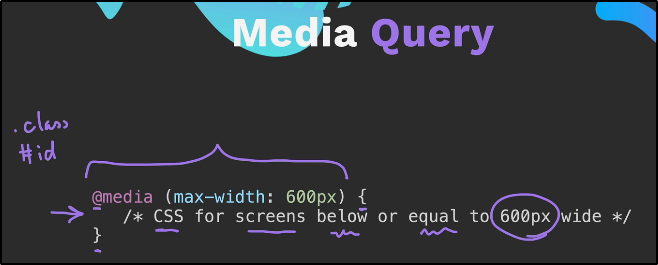 Media Query
.class
#id
@media (max-width: 600px) {
/* CSS for screens below or equal to 600px wide */
}